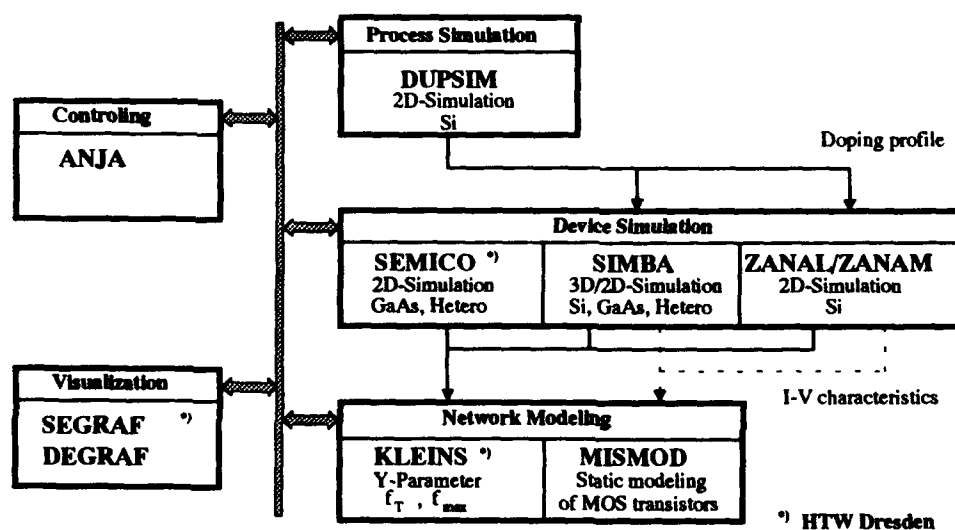 Process Simulation
DUPSIM
2D-Simulation
Si
Controling
ANJA
Doping profile
Device Simulation
SEMICO *)
2D-Simulation
GaAs, Hetero
SIMBA
3D/2D-Simulation
Si, GaAs, Hetero
ZANAL/ZANAM
2D-Simulation
Si
Visualization
SEGRAF *)
DEGRAF
I-V characteristics
Network Modeling
KLEINS *)
Y-Parameter
f_T , f_max
MISMOD
Static modeling
of MOS transistors
*) HTW Dresden